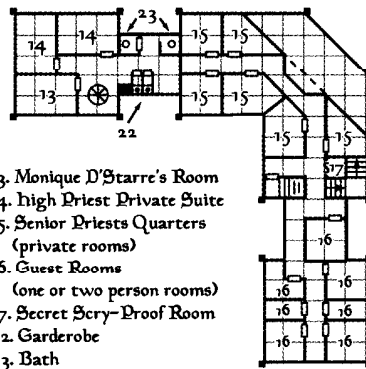 23
14
14
15
15
13
15
15
22
15
15
17
3. Monique D'Starre's Room
4. High Priest Private Suite
5. Senior Priests Quarters
(private rooms)
6. Guest Rooms
(one or two person rooms)
7. Secret Scry-Proof Room
2. Garderobe
3. Bath
16
16
16
16
16
16
16